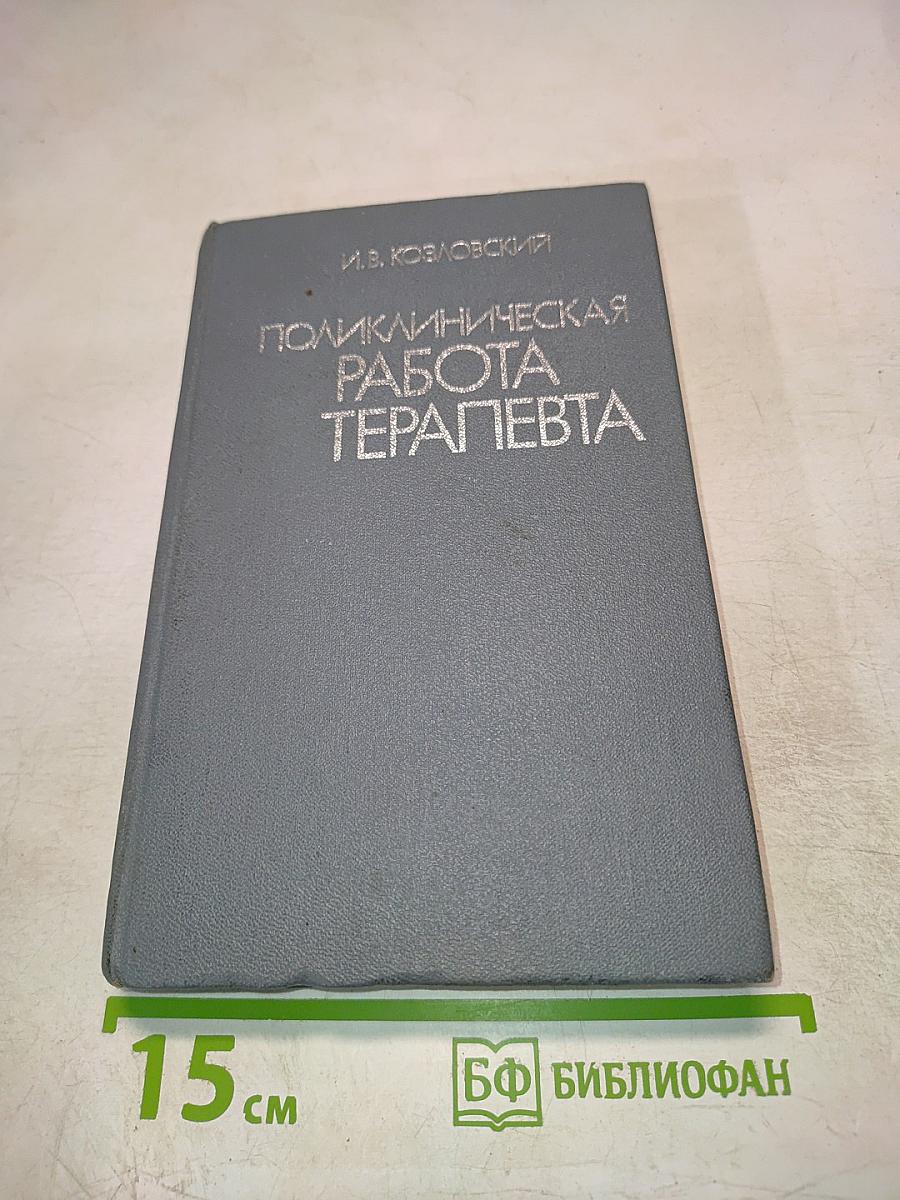 И.В. КОЗЛОВСКИЙ
ПОЛИКЛИНИЧЕСКАЯ
РАБОТА
ТЕРАПЕВТА
15 см
БФ БИБЛИОФАН